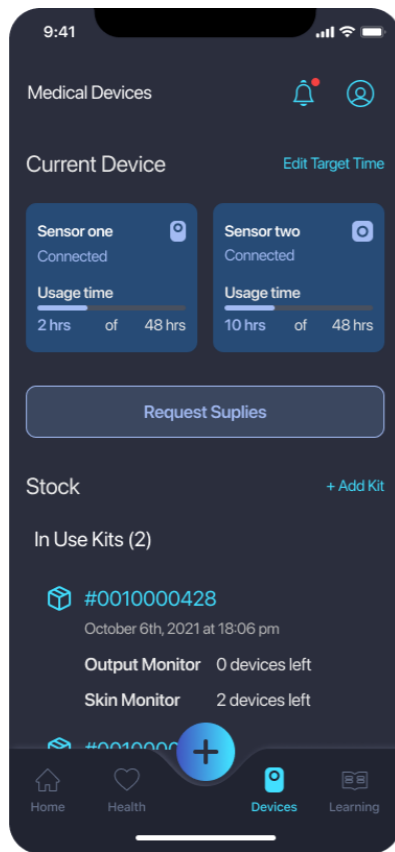 9:41
Medical Devices
Current Device
Edit Target Time
Sensor one
Connected
Usage time
2 hrs of 48 hrs
Sensor two
Connected
Usage time
10 hrs of 48 hrs
Request Suplies
Stock
+ Add Kit
In Use Kits (2)
#0010000428
October 6th, 2021 at 18:06 pm
Output Monitor 0 devices left
Skin Monitor 2 devices left
Home
Health
Devices
Learning